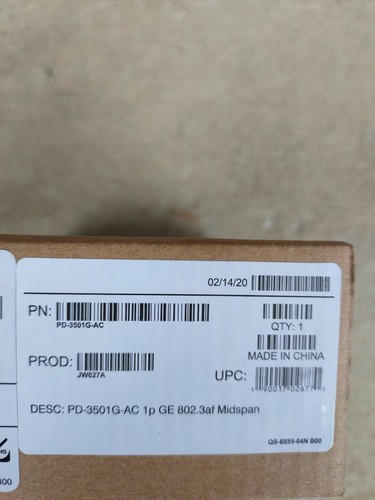 02/14/20
PN:
PD-3501G-AC
QTY: 1
PROD:
JW627A
MADE IN CHINA
UPC:
DESC: PD-3501G-AC 1p GE 802.3af Midspan
QS-6555-04N B00